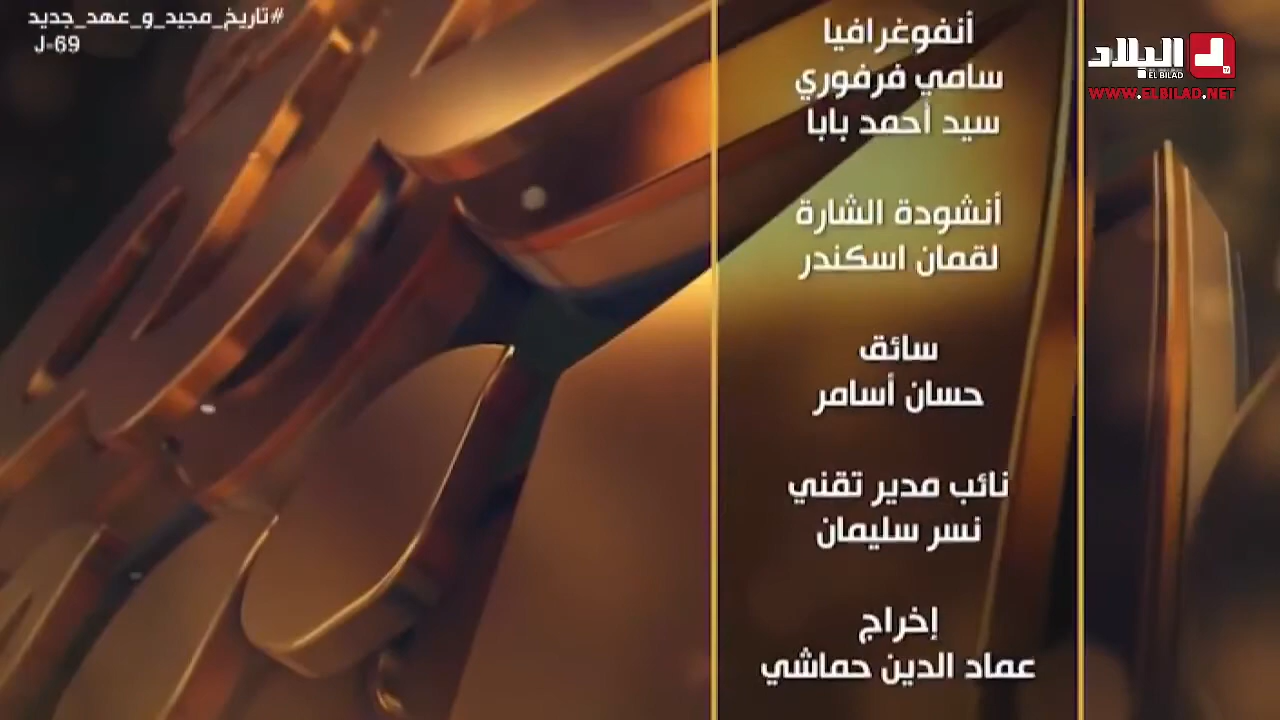 #تاريخ_مجيد_و_عهد_جديد
J-69
البلاد
EL BILAD
TV
WWW.ELBILAD.NET
أنفوغرافيا
سامي فرفوري
سيد أحمد بابا
أنشودة الشارة
لقمان اسكندر
سائق
حسان أسامر
نائب مدير تقني
نسر سليمان
إخراج
عماد الدين حماشي